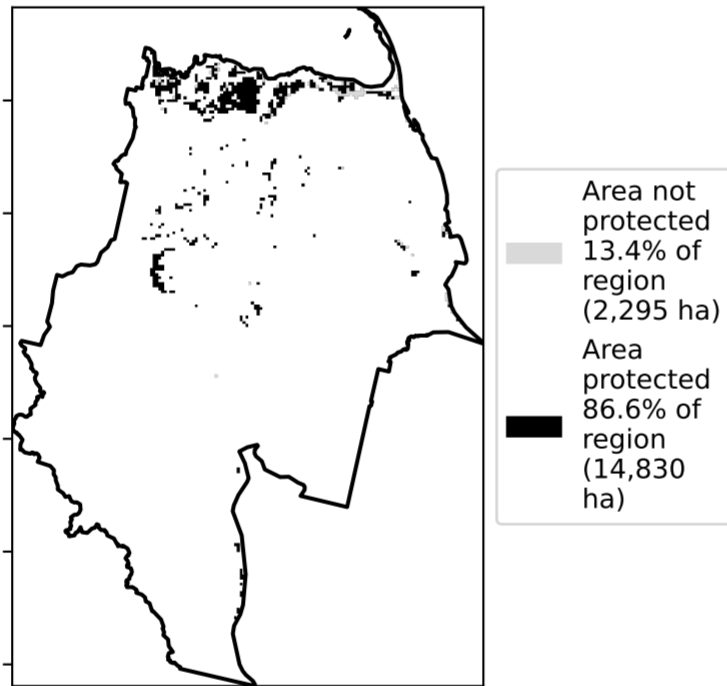 Area not
protected
13.4% of
region
(2,295 ha)
Area
protected
86.6% of
region
(14,830
ha)